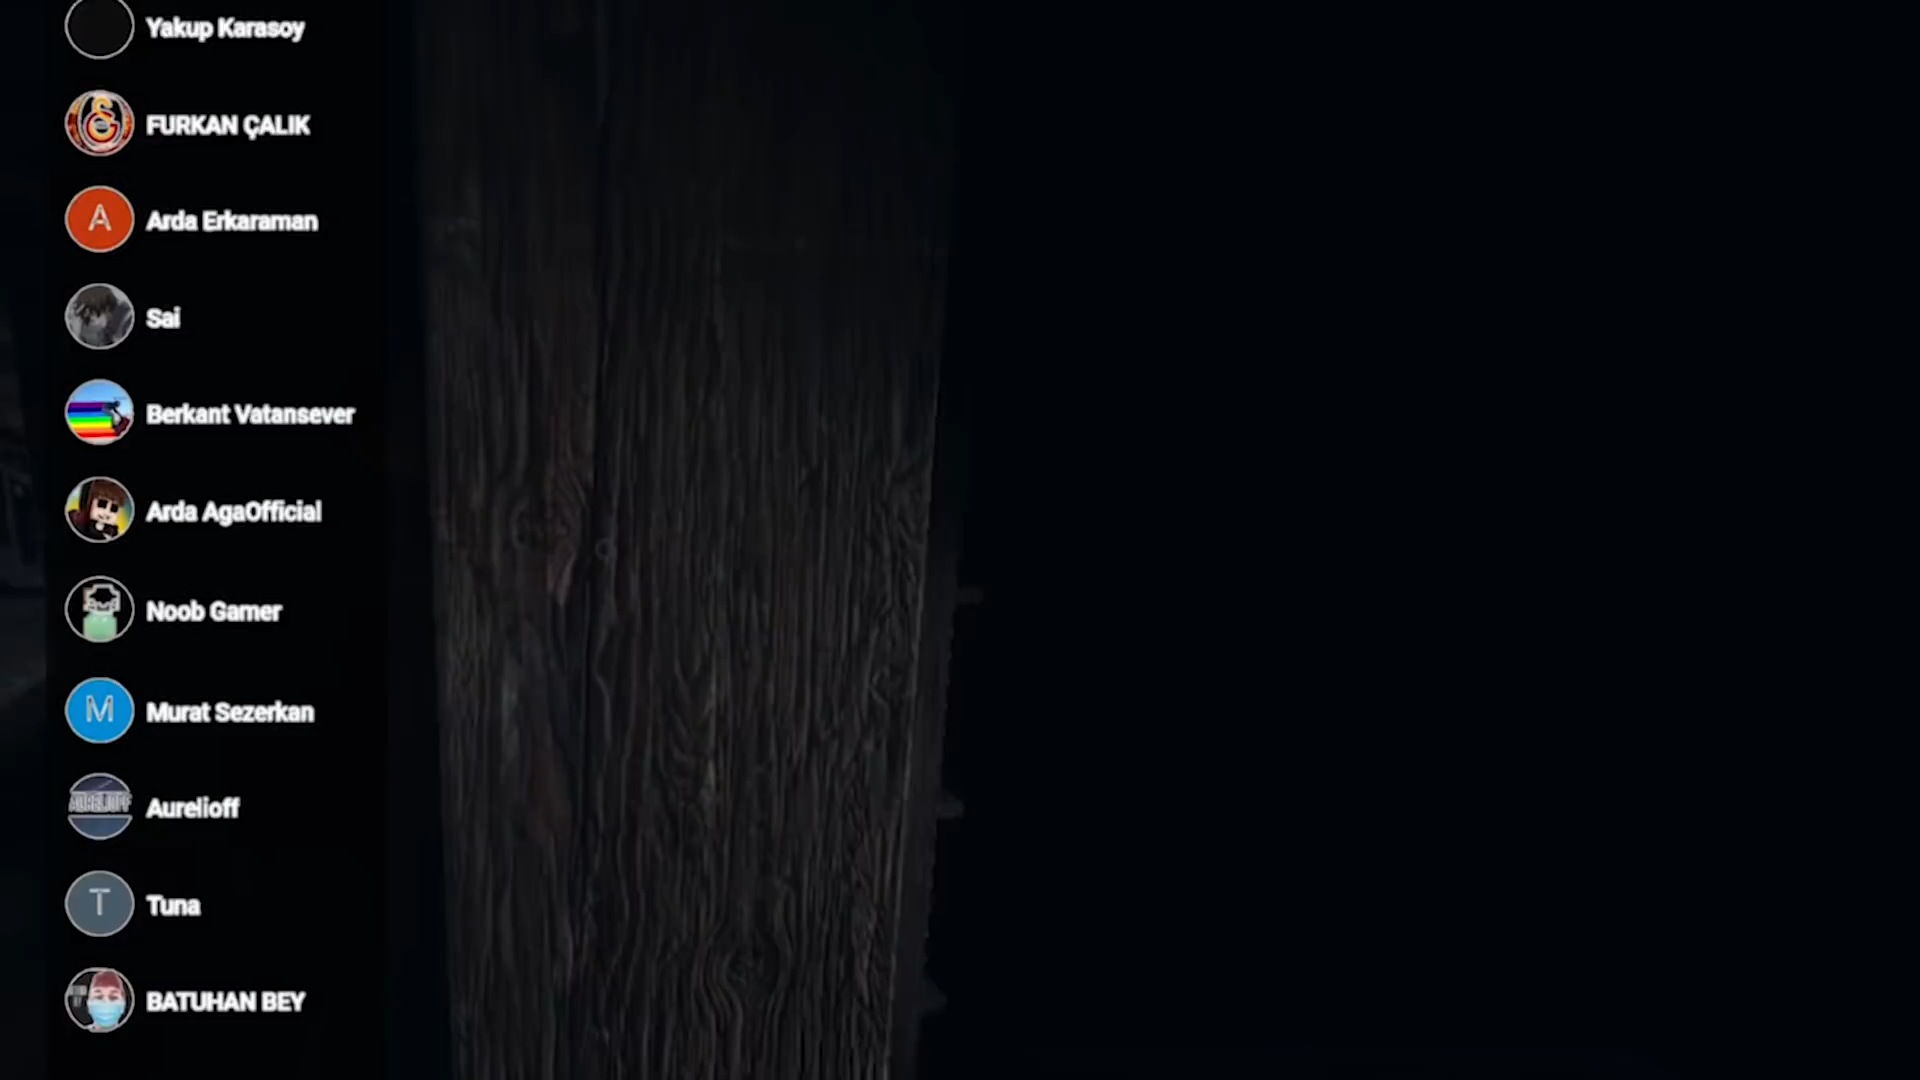 Yakup Karasoy
FURKAN ÇALIK
A
Arda Erkaraman
Sai
Berkant Vatansever
Arda AgaOfficial
Noob Gamer
M
Murat Sezerkan
AURELIOFF
Aurelioff
T
Tuna
BATUHAN BEY